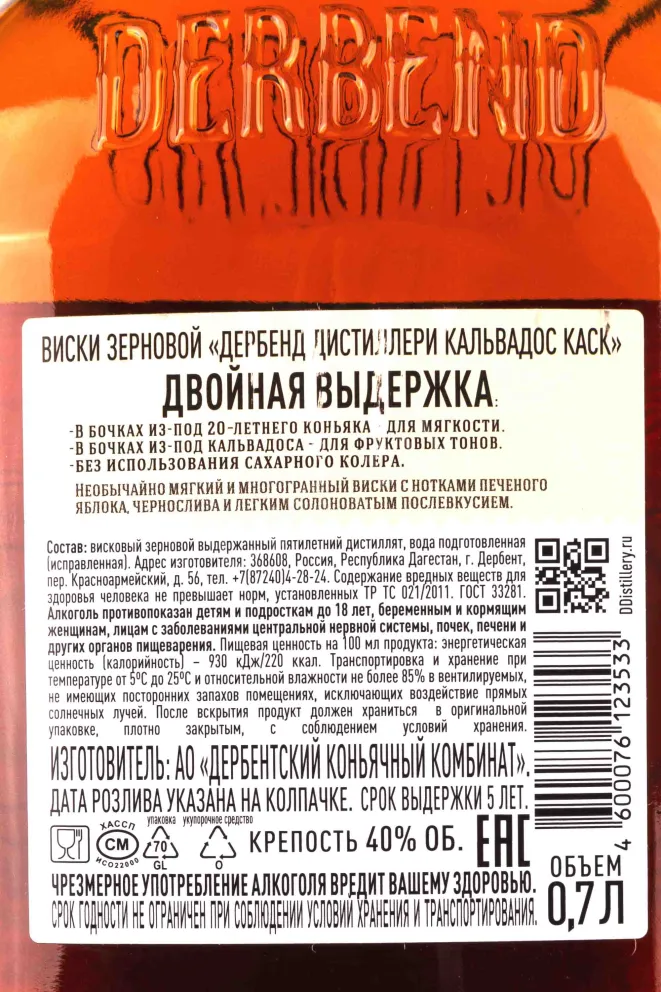 DERBEND
ВИСКИ ЗЕРНОВОЙ «ДЕРБЕНД ДИСТИЛЛЕРИ КАЛЬВАДОС КАСК»
ДВОЙНАЯ ВЫДЕРЖКА:
-В БОЧКАХ ИЗ-ПОД 20-ЛЕТНЕГО КОНЬЯКА - ДЛЯ МЯГКОСТИ.
-В БОЧКАХ ИЗ-ПОД КАЛЬВАДОСА - ДЛЯ ФРУКТОВЫХ ТОНОВ.
-БЕЗ ИСПОЛЬЗОВАНИЯ САХАРНОГО КОЛЕРА.
НЕОБЫЧАЙНО МЯГКИЙ И МНОГОГРАННЫЙ ВИСКИ С НОТКАМИ ПЕЧЕНОГО
ЯБЛОКА, ЧЕРНОСЛИВА И ЛЕГКИМ СОЛОНОВАТЫМ ПОСЛЕВКУСИЕМ.
Состав: висковый зерновой выдержанный пятилетний дистиллят, вода подготовленная
(исправленная). Адрес изготовителя: 368608, Россия, Республика Дагестан, г. Дербент,
пер. Красноармейский, д. 56, тел. +7(87240)4-28-24. Содержание вредных веществ для
здоровья человека не превышает норм, установленных ТР ТС 021/2011. ГОСТ 33281.
Алкоголь противопоказан детям и подросткам до 18 лет, беременным и кормящим
женщинам, лицам с заболеваниями центральной нервной системы, почек, печени и
других органов пищеварения. Пищевая ценность на 100 мл продукта: энергетическая
ценность (калорийность) – 930 кДж/220 ккал. Транспортировка и хранение при
температуре от 5°С до 25°С и относительной влажности не более 85% в вентилируемых,
не имеющих посторонних запахов помещениях, исключающих воздействие прямых
солнечных лучей. После вскрытия продукт должен храниться в оригинальной
упаковке, плотно закрытым, с соблюдением условий хранения.
DDistillery.ru
4 600076 123533
ИЗГОТОВИТЕЛЬ: АО «ДЕРБЕНТСКИЙ КОНЬЯЧНЫЙ КОМБИНАТ».
ДАТА РОЗЛИВА УКАЗАНА НА КОЛПАЧКЕ. СРОК ВЫДЕРЖКИ 5 ЛЕТ.
упаковка укупорочное средство
ХАССП
СМ
ИСО22000
70
GL
О
КРЕПОСТЬ 40% ОБ.
ЕАС
ОБЪЕМ
0,7Л
ЧРЕЗМЕРНОЕ УПОТРЕБЛЕНИЕ АЛКОГОЛЯ ВРЕДИТ ВАШЕМУ ЗДОРОВЬЮ.
СРОК ГОДНОСТИ НЕ ОГРАНИЧЕН ПРИ СОБЛЮДЕНИИ УСЛОВИЙ ХРАНЕНИЯ И ТРАНСПОРТИРОВАНИЯ.